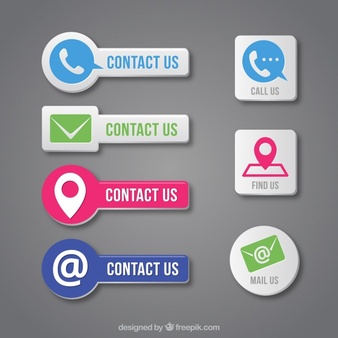 CONTACT US
CALL US
CONTACT US
CONTACT US
FIND US
@ CONTACT US
MAIL US
designed by freepik.com